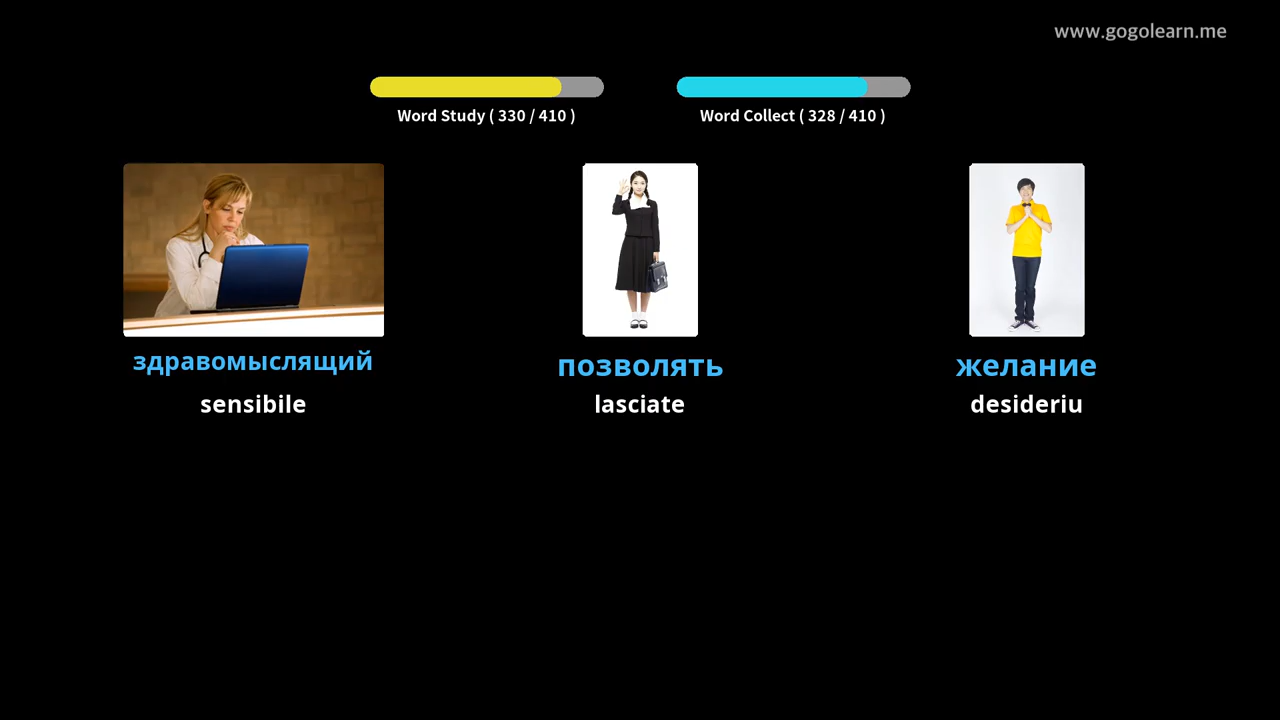 www.gogolearn.me
Word Study ( 330 / 410 )
Word Collect ( 328 / 410 )
здравомыслящий
позволять
желание
sensibile
lasciate
desideriu